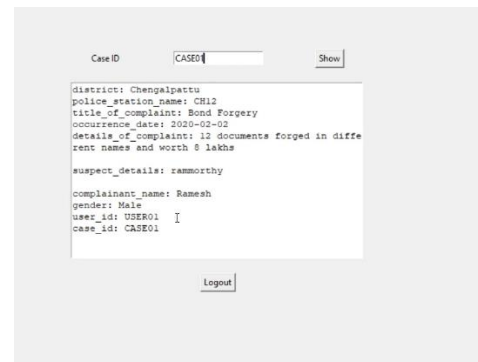 Case ID CASE01 Show
district: Chengalpattu
police_station_name: CH12
title_of_complaint: Bond Forgery
occurrence_date: 2020-02-02
details_of_complaint: 12 documents forged in diffe
rent names and worth 8 lakhs
suspect_details: rammorthy
complainant_name: Ramesh
gender: Male
user_id: USER01
case_id: CASE01
Logout